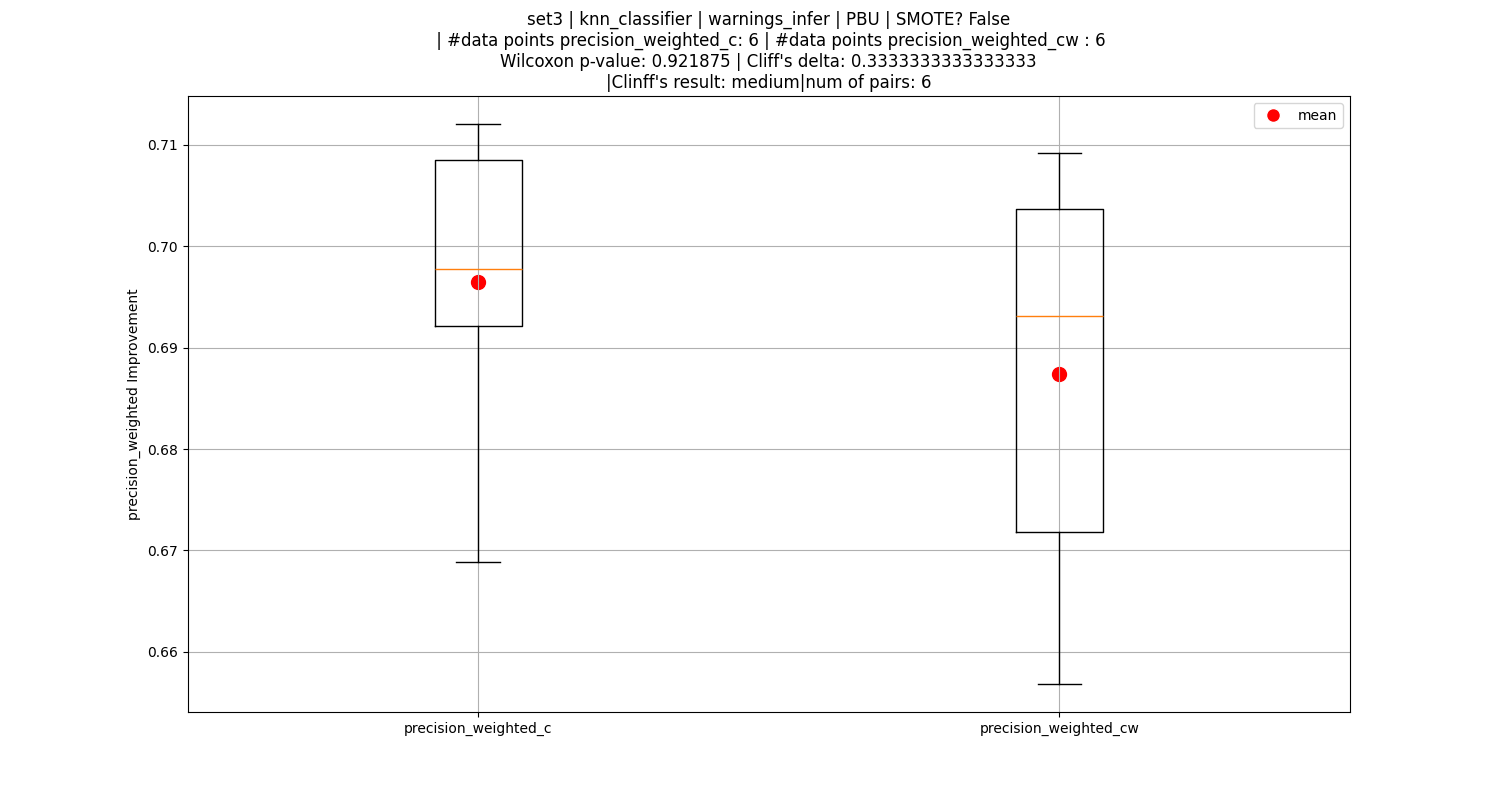 set3 | knn_classifier | warnings_infer | PBU | SMOTE? False
| #data points precision_weighted_c: 6 | #data points precision_weighted_cw : 6
Wilcoxon p-value: 0.921875 | Cliff's delta: 0.3333333333333333
|Clinff's result: medium|num of pairs: 6
mean
precision_weighted Improvement
0.71
0.70
0.69
0.68
0.67
0.66
precision_weighted_c
precision_weighted_cw